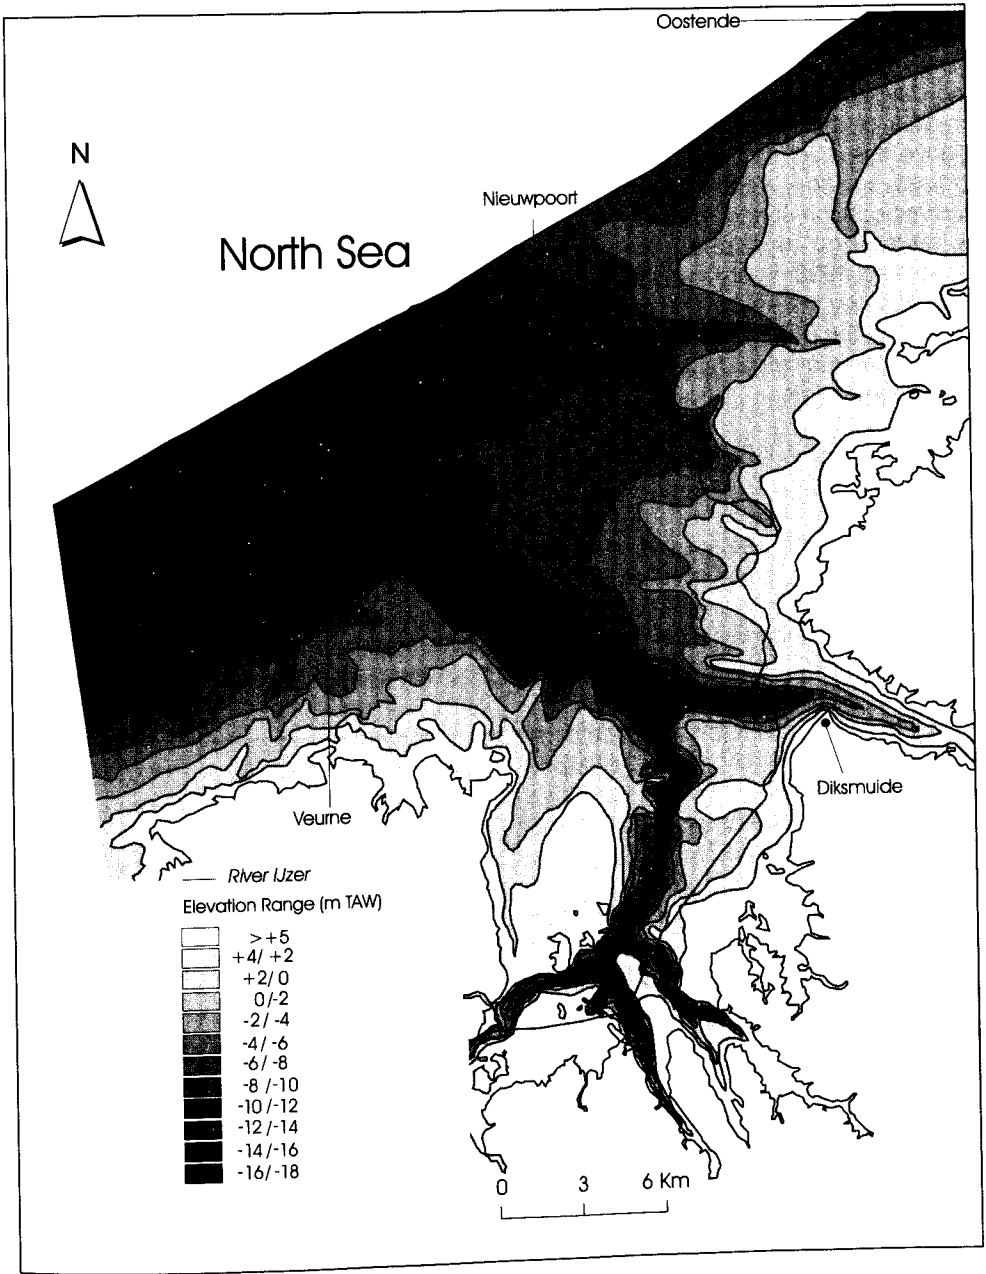 Oostende
N
Nieuwpoort
North Sea
Diksmuide
Veurne
River IJzer
Elevation Range (m TAW)
>+5
+4/ +2
+2/ 0
0/-2
-2/ -4
-4/ -6
-6/ -8
-8 /-10
-10 /-12
-12/ -14
-14/ -16
-16/ -18
0 3 6 Km